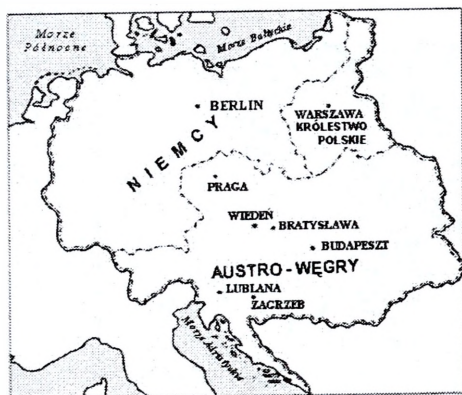 Morze
Północne
Morze Bałtyckie
BERLIN
WARSZAWA
KRÓLESTWO
POLSKIE
NIEMCY
PRAGA
WIEDEŃ
BRATYSŁAWA
BUDAPESZT
AUSTRO-WĘGRY
LUBLANA
ZAGRZEB
Morze Adriatyckie